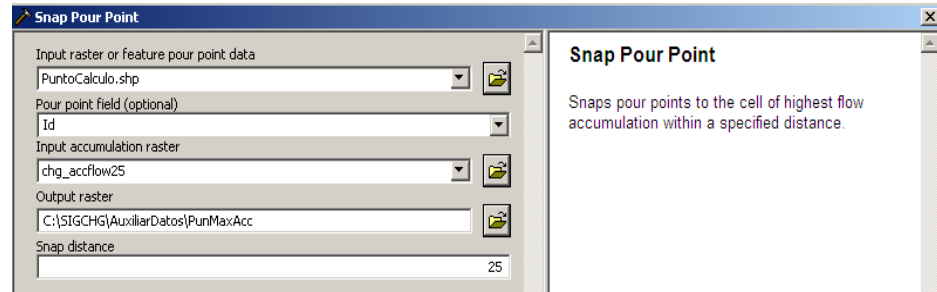 Snap Pour Point
Input raster or feature pour point data
PuntoCalculo.shp
Pour point field (optional)
Id
Input accumulation raster
chg_accflow25
Output raster
C:\SIGCHG\AuxiliarDatos\PunMaxAcc
Snap distance
25
Snap Pour Point
Snaps pour points to the cell of highest flow
accumulation within a specified distance.